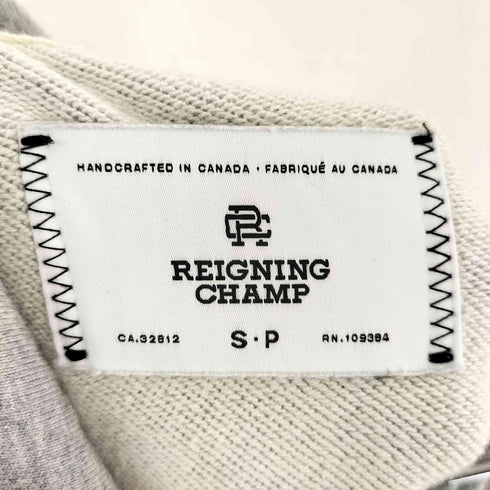 HANDCRAFTED IN CANADA · FABRIQUÉ AU CANADA
RC
REIGNING
CHAMP
CA.32812 S·P RN.109384